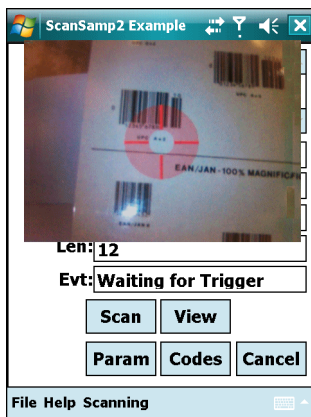 ScanSamp2 Example
EAN/JAN-100% MAGNIFIC
Len: 12
Evt: Waiting for Trigger
Scan View
Param Codes Cancel
File Help Scanning